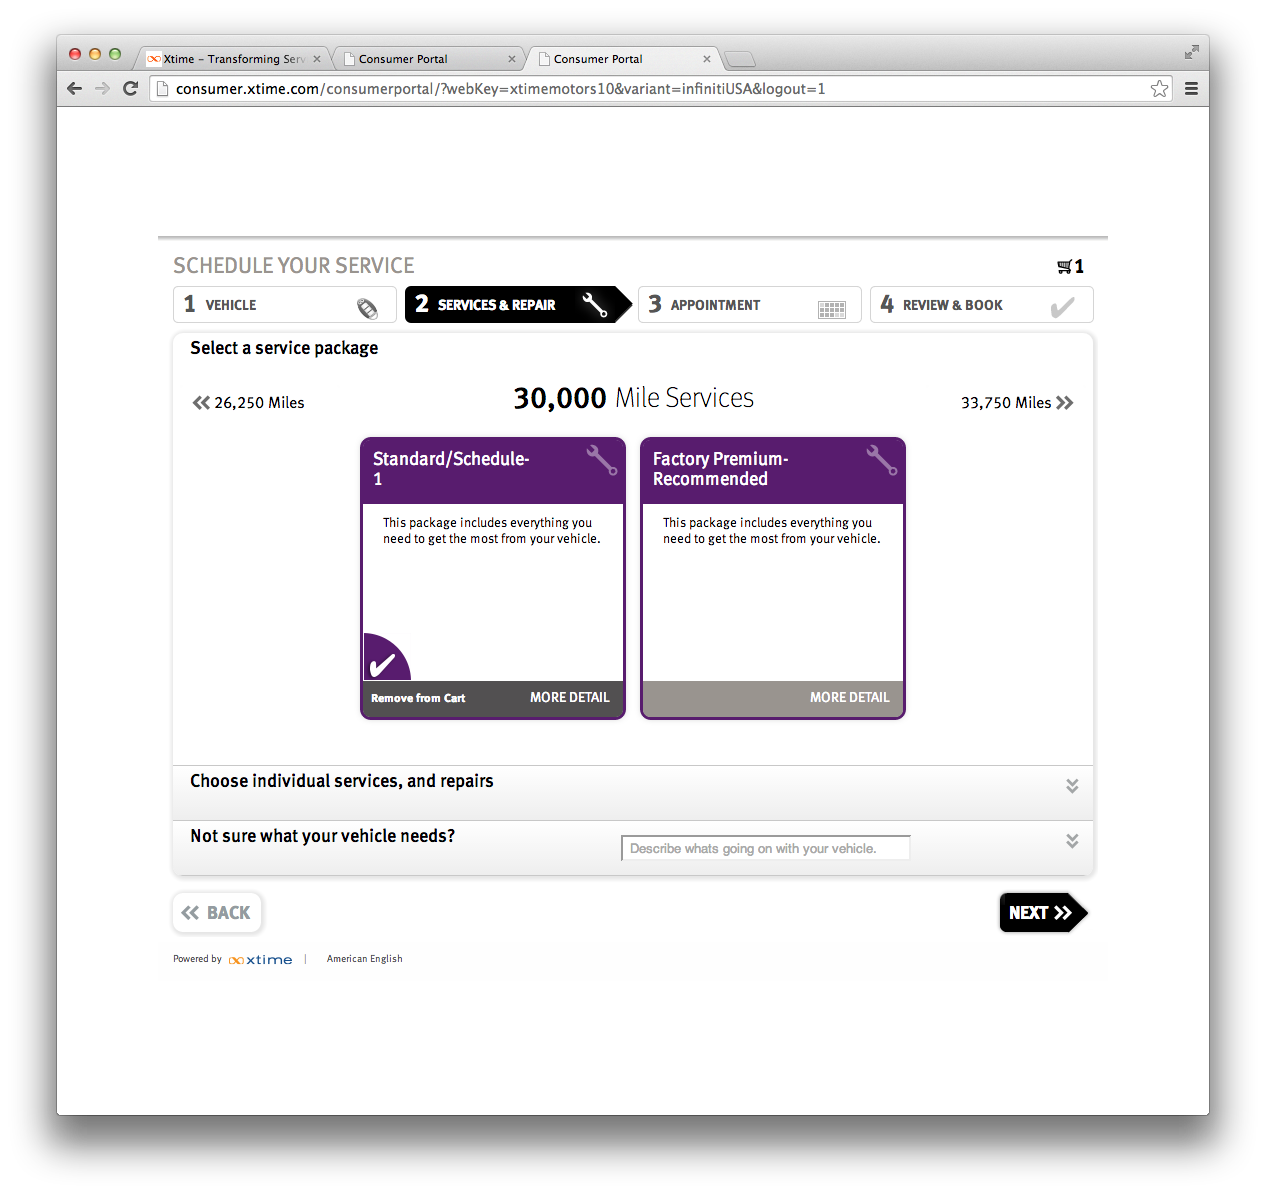 Xtime – Transforming Serv
Consumer Portal
Consumer Portal
consumer.xtime.com/consumerportal/?webKey=xtimemotors10&variant=infinitiUSA&logout=1
SCHEDULE YOUR SERVICE
1
1 VEHICLE
2 SERVICES & REPAIR
3 APPOINTMENT
4 REVIEW & BOOK
Select a service package
26,250 Miles
30,000 Mile Services
33,750 Miles
Standard/Schedule-
1
This package includes everything you
need to get the most from your vehicle.
Remove from Cart
MORE DETAIL
Factory Premium-
Recommended
This package includes everything you
need to get the most from your vehicle.
MORE DETAIL
Choose individual services, and repairs
Not sure what your vehicle needs?
Describe whats going on with your vehicle.
BACK
NEXT
Powered by xtime | American English